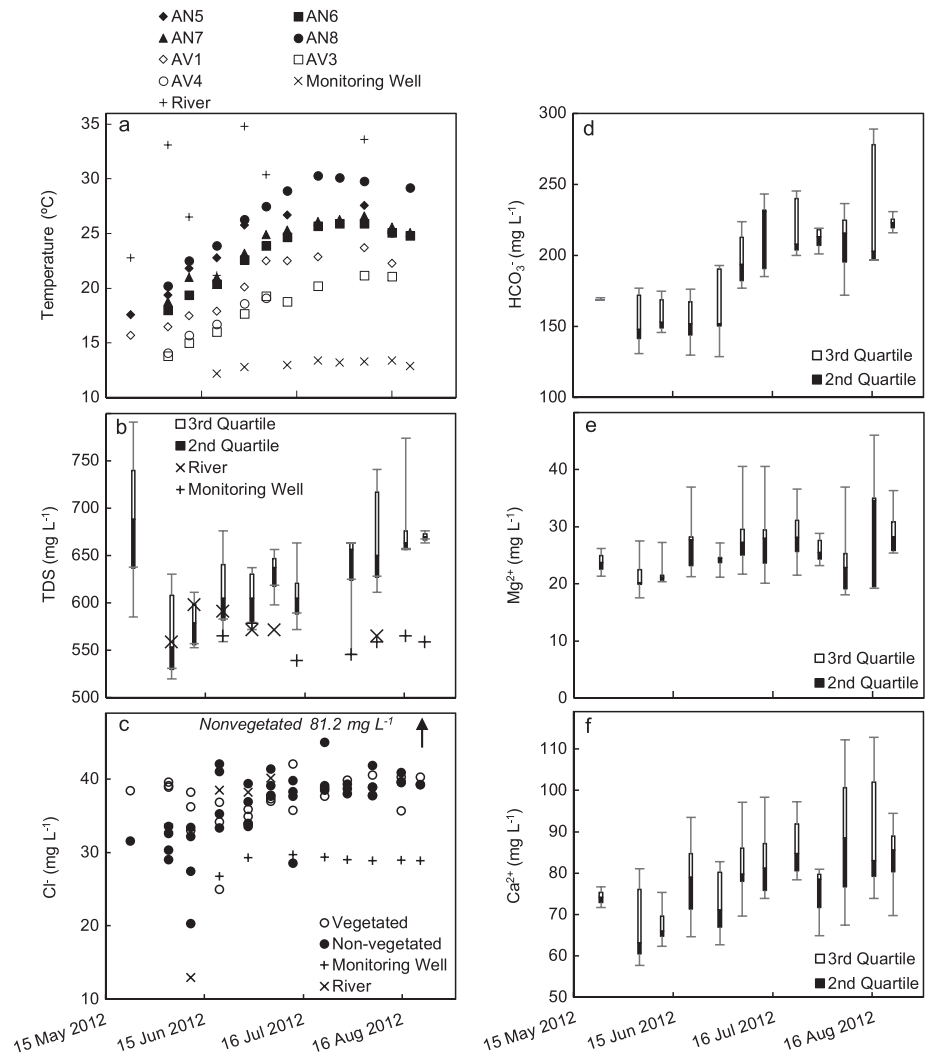 AN5 AN6
AN7 AN8
AV1 AV3
AV4 Monitoring Well
River
a
35
30
25
20
15
10
Temperature (ºC)
b
3rd Quartile
2nd Quartile
River
Monitoring Well
750
700
650
600
550
500
TDS (mg L-1)
c
Nonvegetated 81.2 mg L-1
40
30
20
10
Cl- (mg L-1)
Vegetated
Non-vegetated
Monitoring Well
River
15 May 2012
15 Jun 2012
16 Jul 2012
16 Aug 2012
d
300
250
200
150
100
HCO3- (mg L-1)
3rd Quartile
2nd Quartile
e
40
30
20
10
0
Mg2+ (mg L-1)
3rd Quartile
2nd Quartile
f
110
100
90
80
70
60
50
Ca2+ (mg L-1)
3rd Quartile
2nd Quartile
15 May 2012
15 Jun 2012
16 Jul 2012
16 Aug 2012